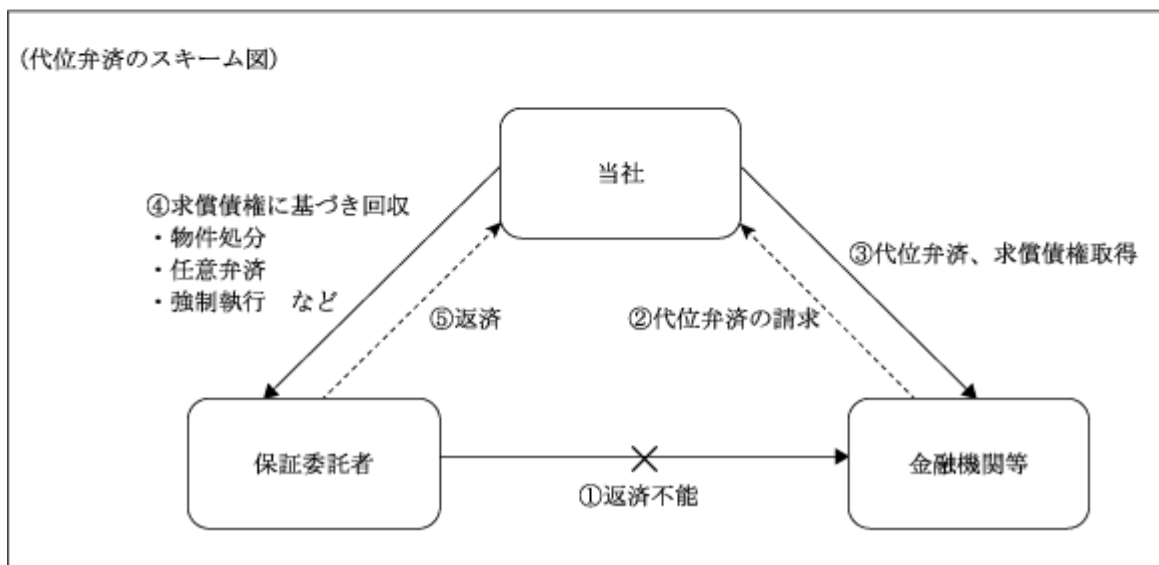 (代位弁済のスキーム図)
当社
④求償債権に基づき回収
・物件処分
・任意弁済
・強制執行　など
③代位弁済、求償債権取得
⑤返済
②代位弁済の請求
保証委託者
金融機関等
①返済不能